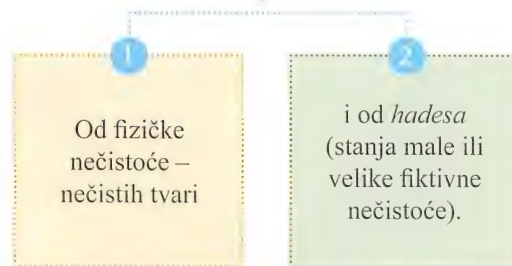 1
Od fizičke
nečistoće –
nečistih tvari
2
i od hadesa
(stanja male ili
velike fiktivne
nečistoće).